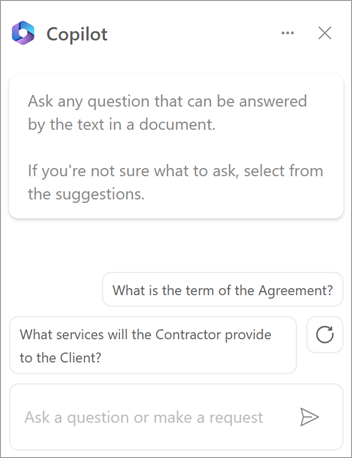 Copilot
Ask any question that can be answered
by the text in a document.
If you're not sure what to ask, select from
the suggestions.
What is the term of the Agreement?
What services will the Contractor provide
to the Client?
Ask a question or make a request